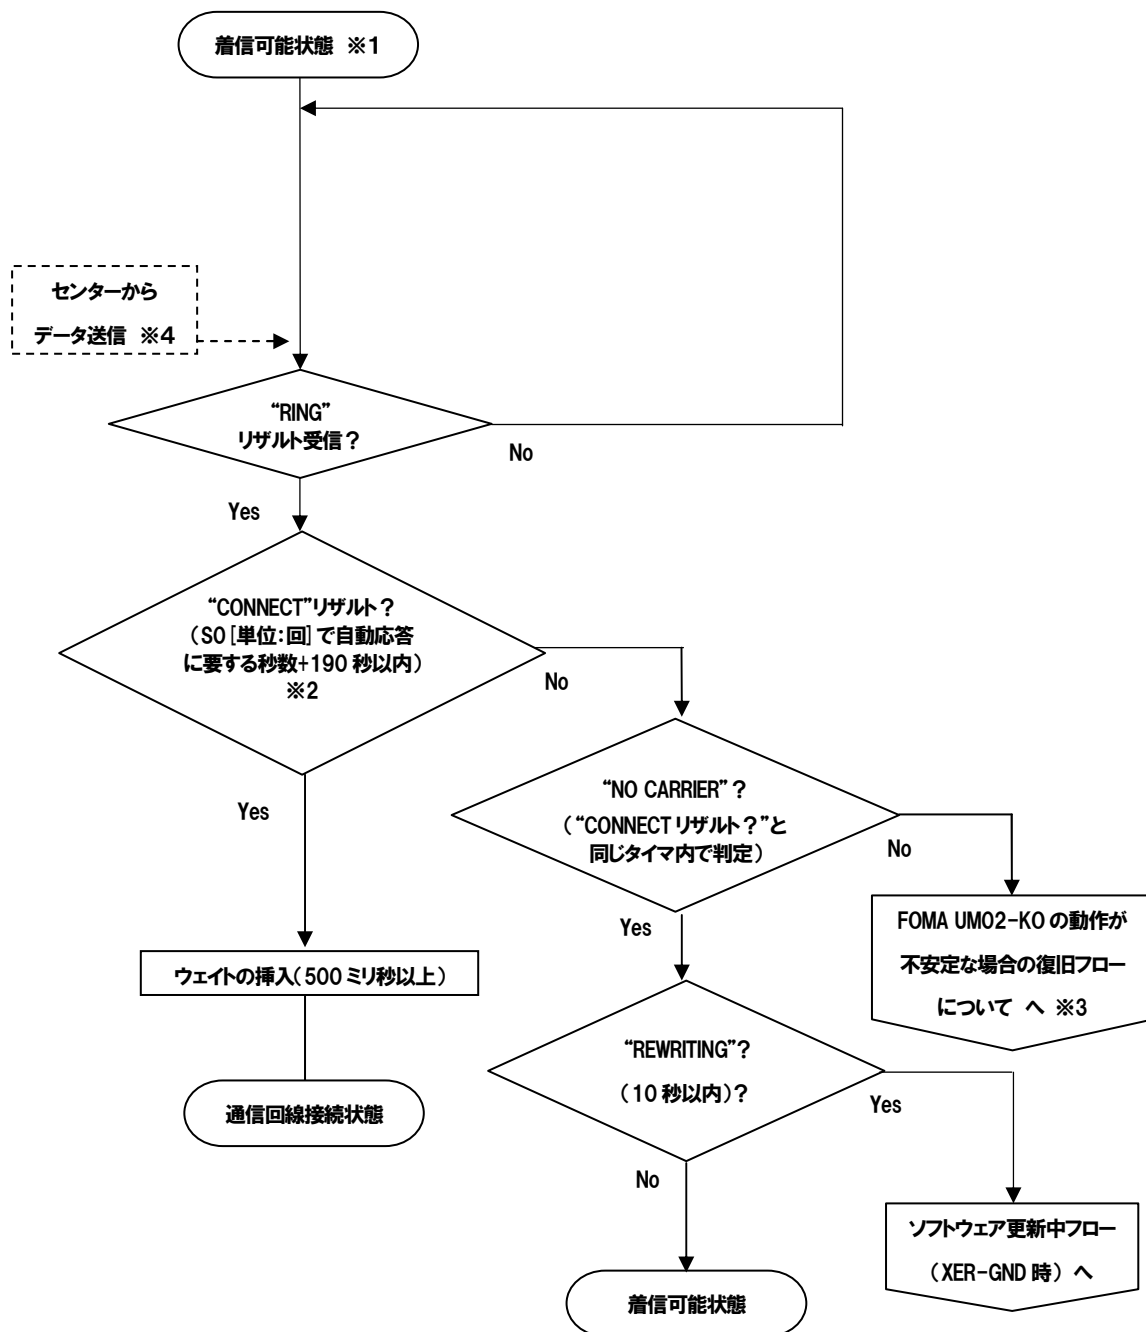 着信可能状態 ※1
センターから
データ送信 ※4
“RING”
リザルト受信？
No
Yes
“CONNECT”リザルト？
（S0［単位：回］で自動応答
に要する秒数+190 秒以内）
※2
No
Yes
“NO CARRIER”？
（“CONNECT リザルト？”と
同じタイマ内で判定）
No
Yes
FOMA UM02-KO の動作が
不安定な場合の復旧フロー
について へ ※3
ウェイトの挿入（500 ミリ秒以上）
“REWRITING”？
（10 秒以内）？
Yes
No
通信回線接続状態
ソフトウェア更新中フロー
（XER-GND 時） へ
着信可能状態